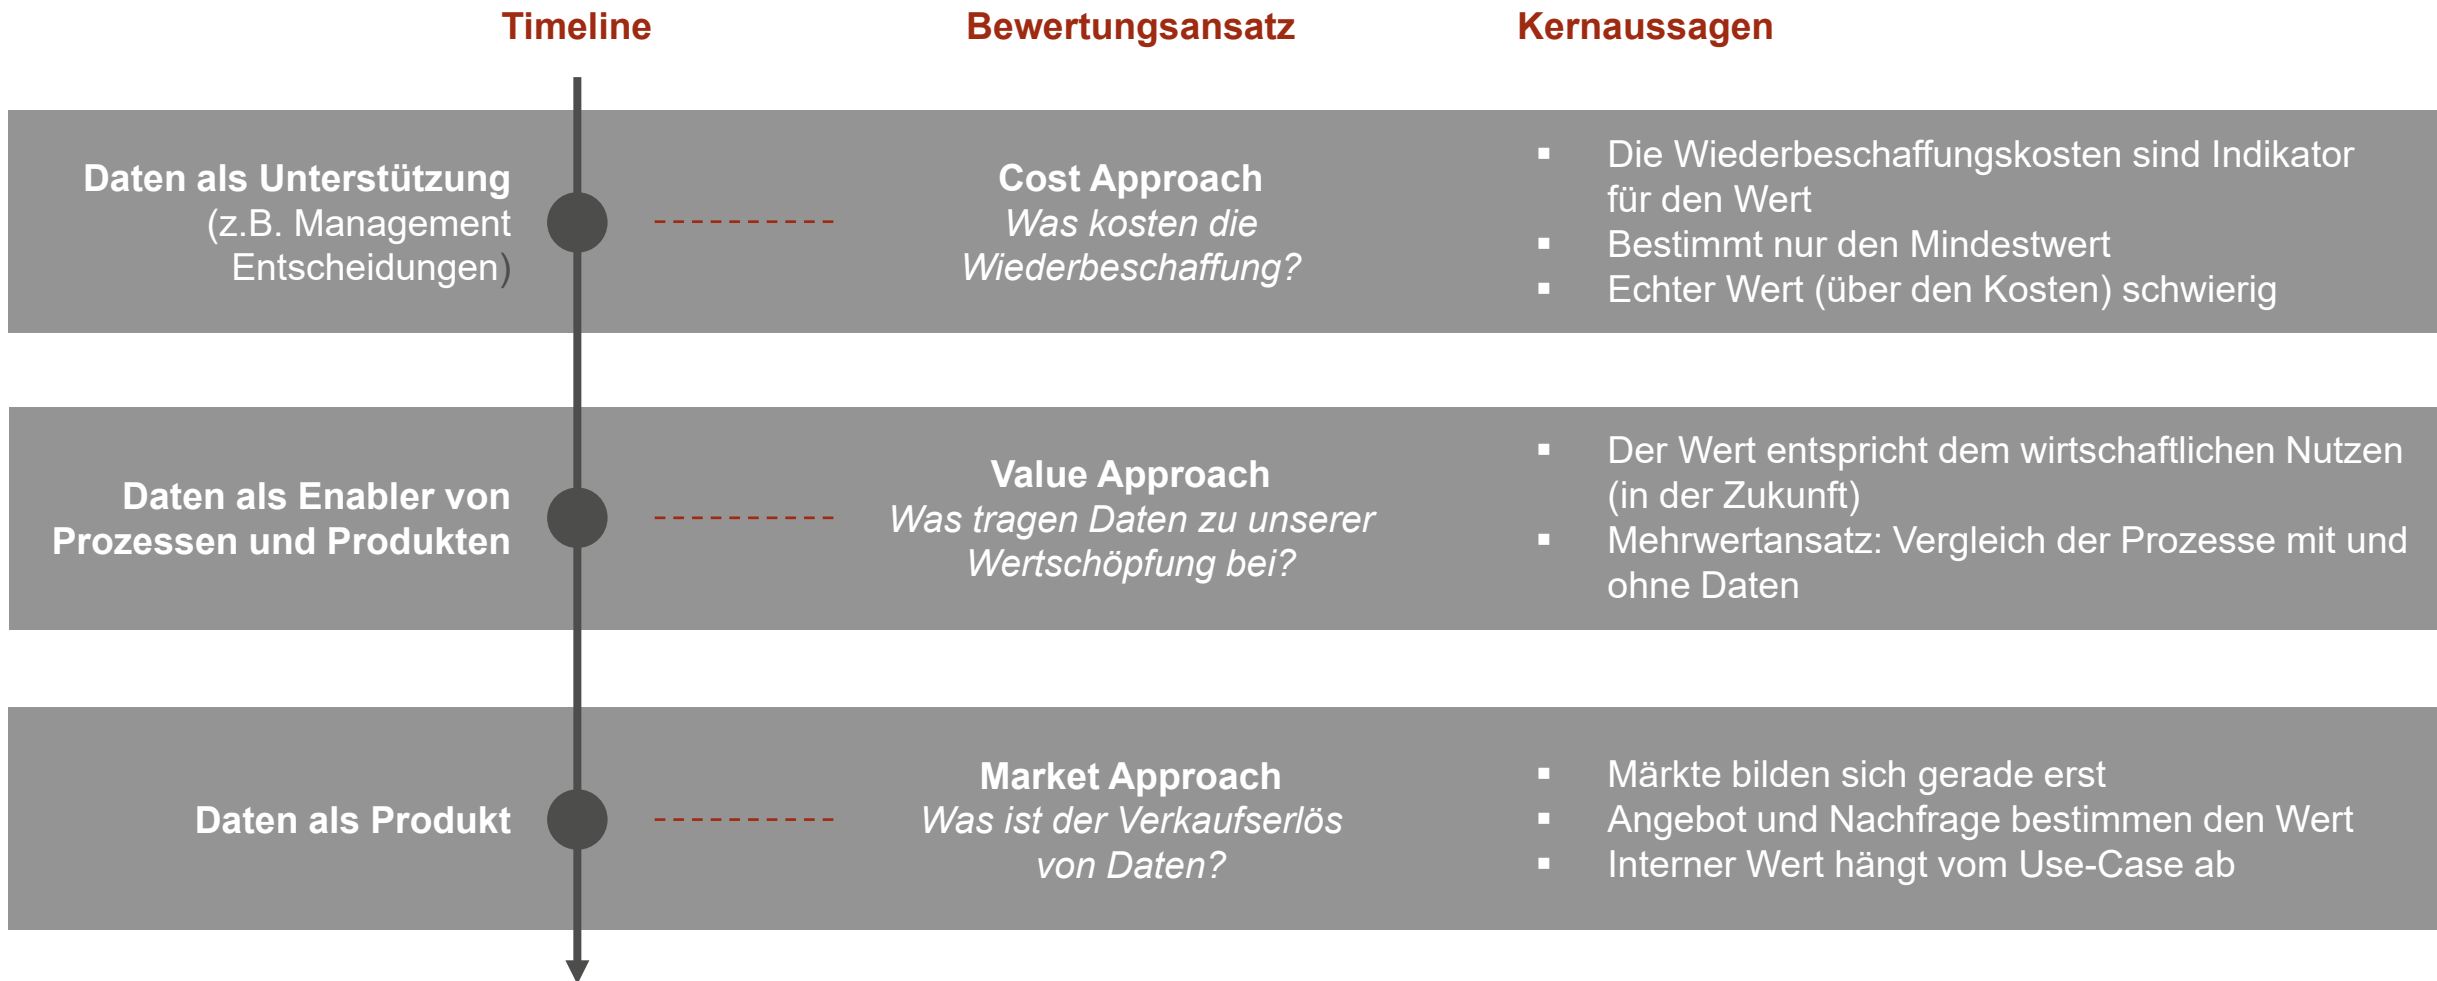 Timeline
Bewertungsansatz
Kernaussagen
Daten als Unterstützung
(z.B. Management
Entscheidungen)
Cost Approach
Was kosten die
Wiederbeschaffung?
▪ Die Wiederbeschaffungskosten sind Indikator
für den Wert
▪ Bestimmt nur den Mindestwert
▪ Echter Wert (über den Kosten) schwierig
Daten als Enabler von
Prozessen und Produkten
Value Approach
Was tragen Daten zu unserer
Wertschöpfung bei?
▪ Der Wert entspricht dem wirtschaftlichen Nutzen
(in der Zukunft)
▪ Mehrwertansatz: Vergleich der Prozesse mit und
ohne Daten
Daten als Produkt
Market Approach
Was ist der Verkaufserlös
von Daten?
▪ Märkte bilden sich gerade erst
▪ Angebot und Nachfrage bestimmen den Wert
▪ Interner Wert hängt vom Use-Case ab